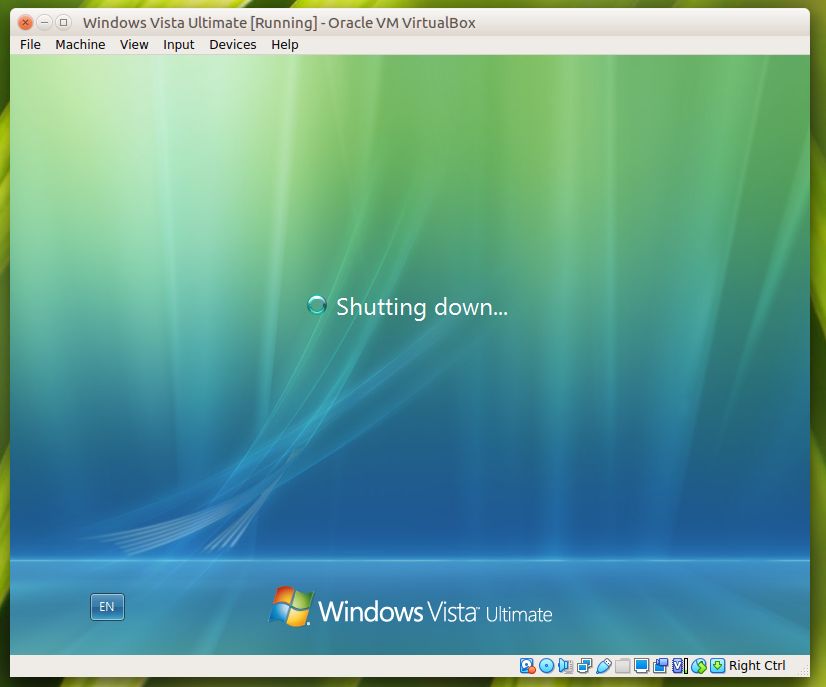 Windows Vista Ultimate [Running] - Oracle VM VirtualBox
File Machine View Input Devices Help
Shutting down...
EN
Windows Vista™ Ultimate
Right Ctrl